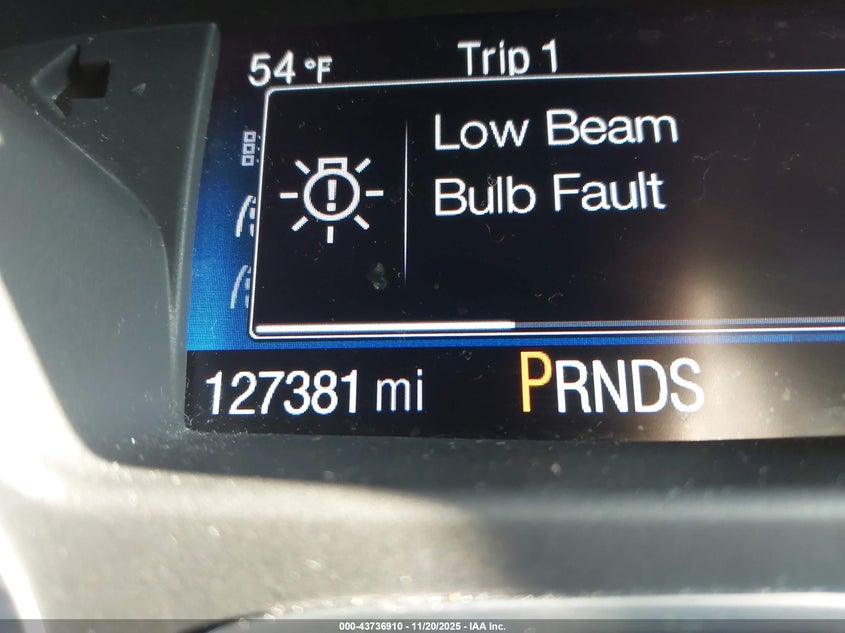 54 °F Trip 1
Low Beam
Bulb Fault
127381 mi PRNDS
000-43736910 - 11/20/2025 - IAA Inc.